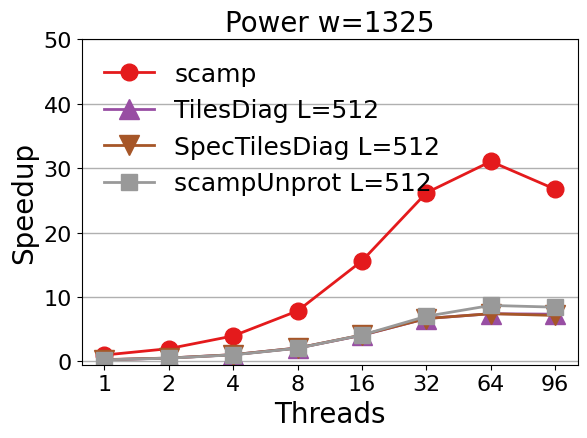 Power w=1325
50
40
30
20
10
0
Speedup
scamp
TilesDiag L=512
SpecTilesDiag L=512
scampUnprot L=512
1 2 4 8 16 32 64 96
Threads